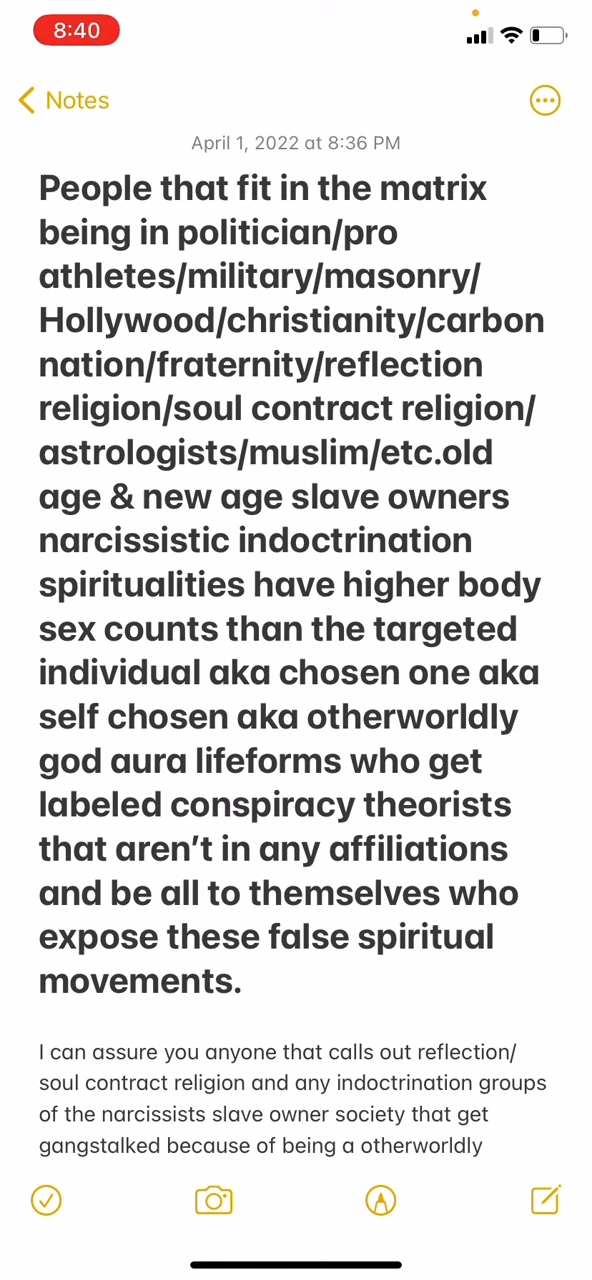 8:40
Notes
April 1, 2022 at 8:36 PM
People that fit in the matrix
being in politician/pro
athletes/military/masonry/
Hollywood/christianity/carbon
nation/fraternity/reflection
religion/soul contract religion/
astrologists/muslim/etc.old
age & new age slave owners
narcissistic indoctrination
spiritualities have higher body
sex counts than the targeted
individual aka chosen one aka
self chosen aka otherworldly
god aura lifeforms who get
labeled conspiracy theorists
that aren’t in any affiliations
and be all to themselves who
expose these false spiritual
movements.
I can assure you anyone that calls out reflection/
soul contract religion and any indoctrination groups
of the narcissists slave owner society that get
gangstalked because of being a otherworldly